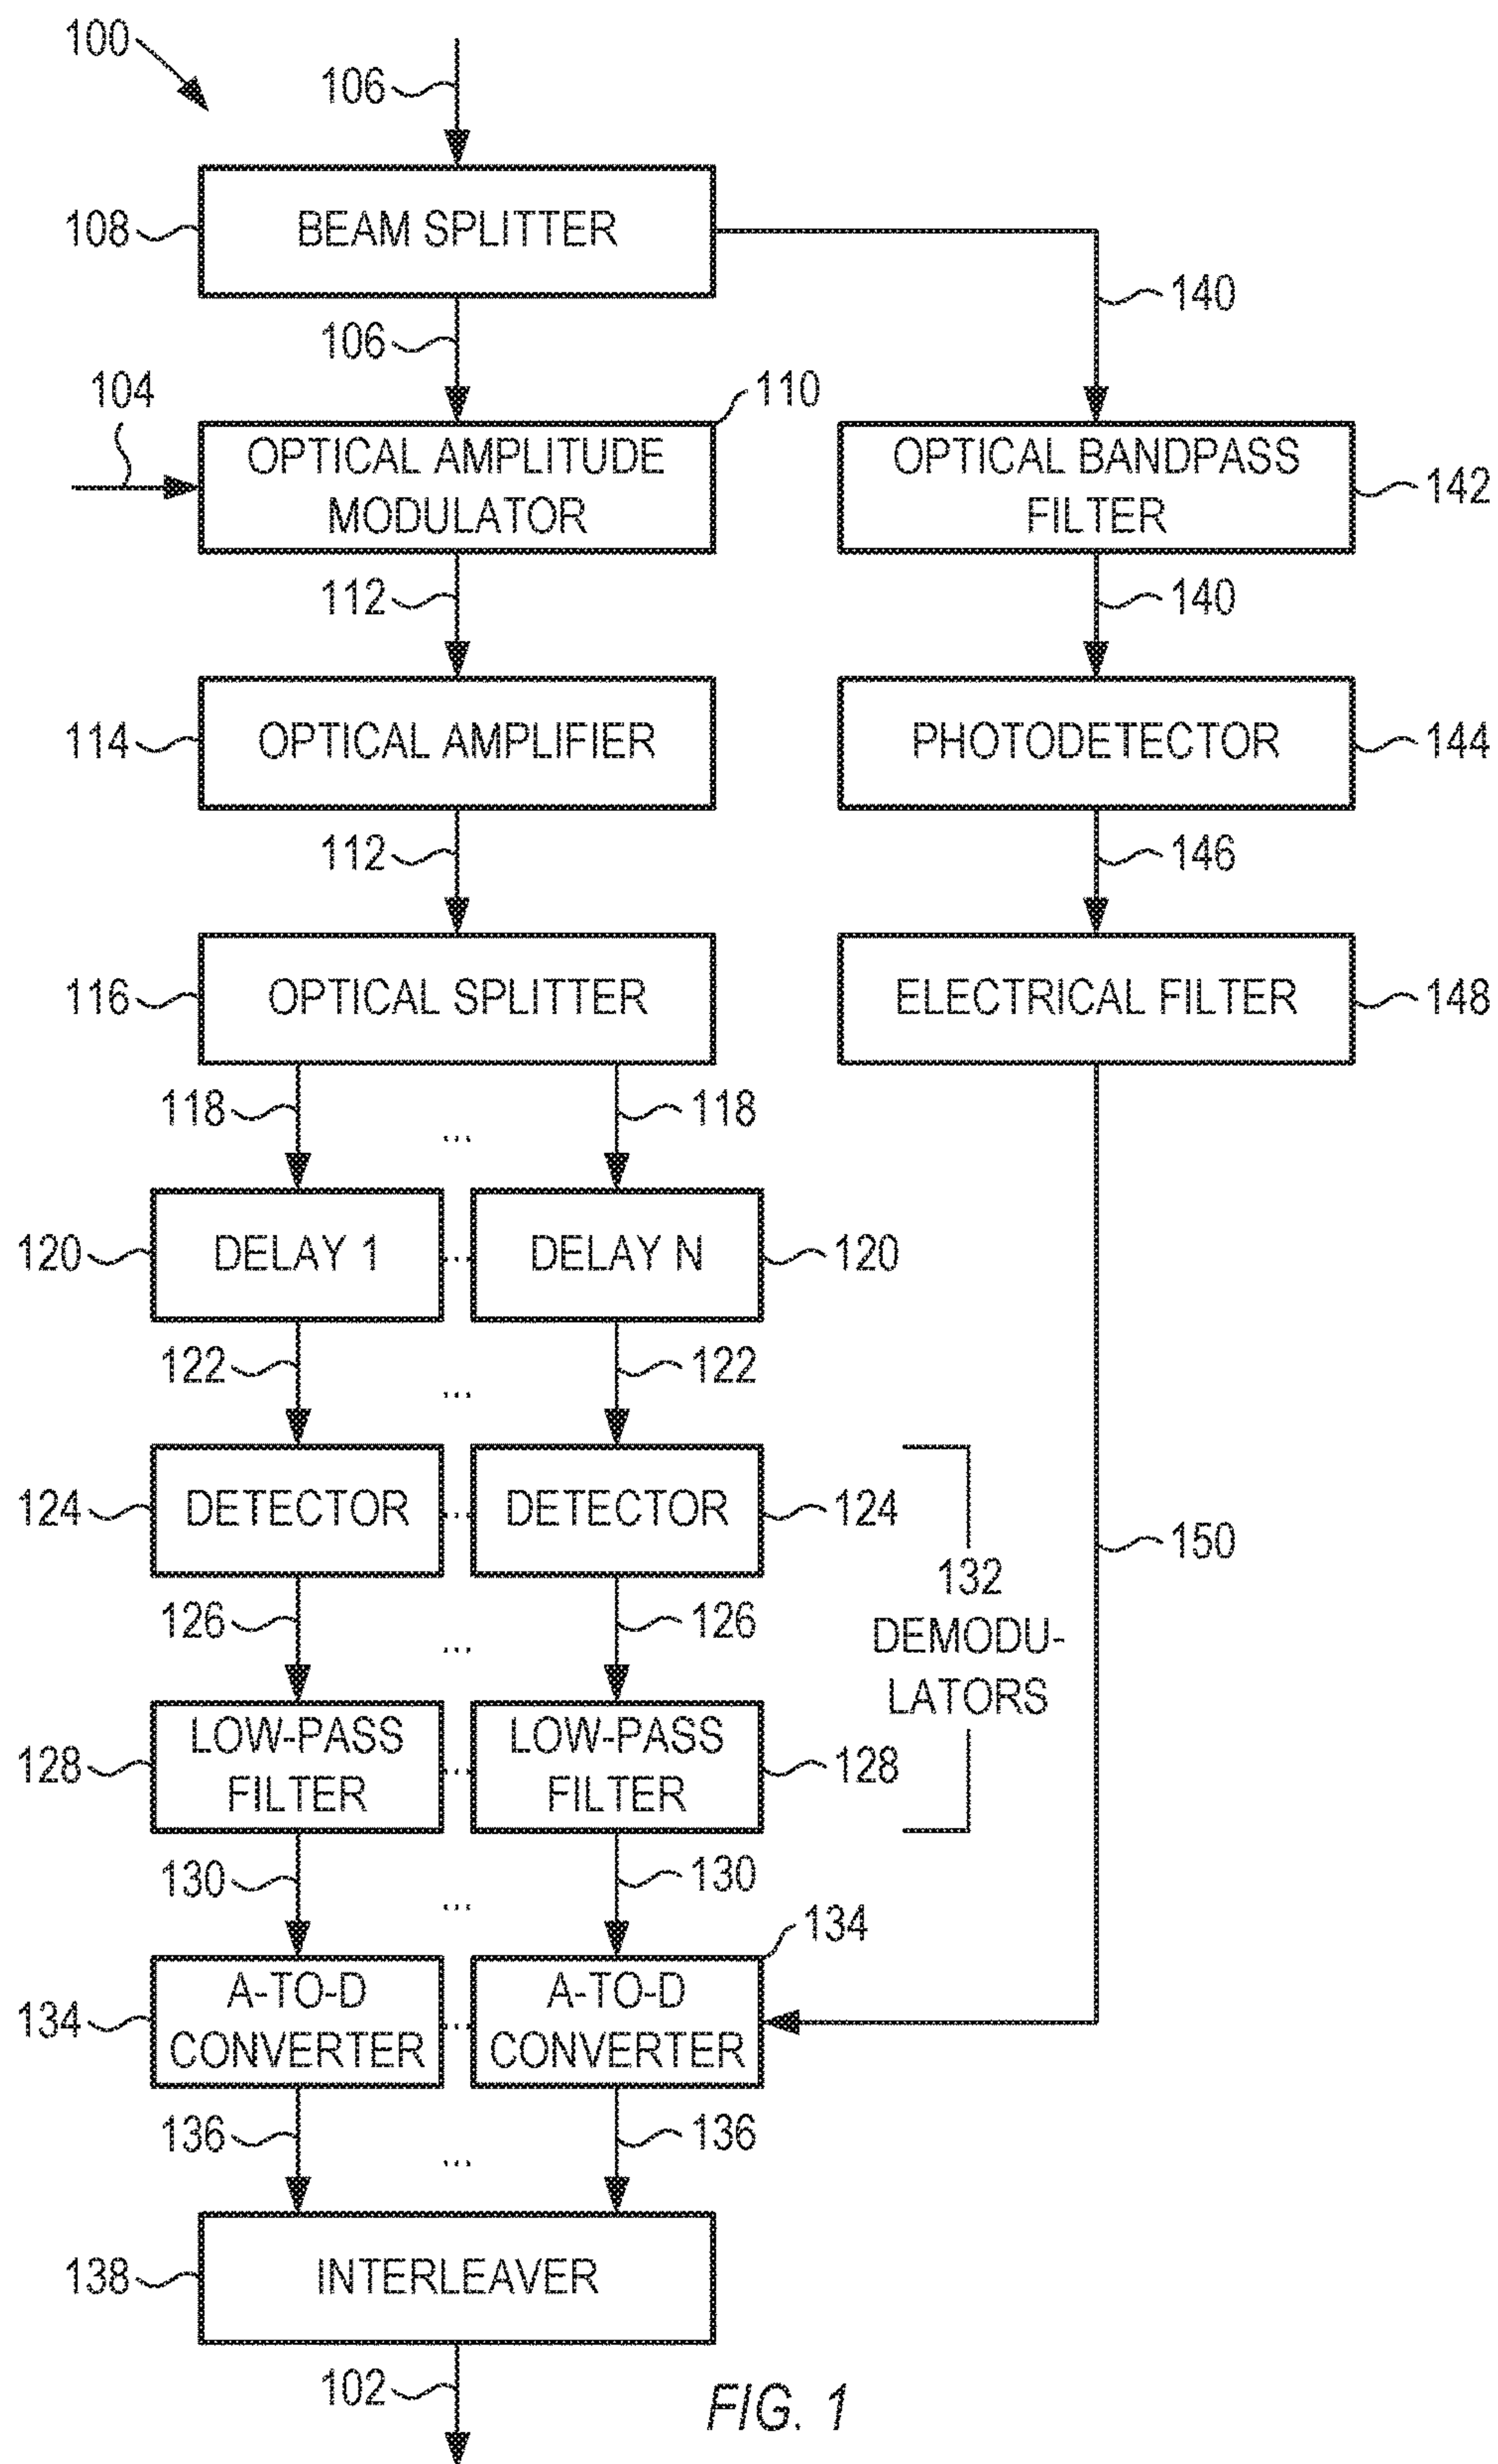 100
106
108
BEAM SPLITTER
106
140
104
110
OPTICAL AMPLITUDE
MODULATOR
OPTICAL BANDPASS
FILTER
142
112
140
114
OPTICAL AMPLIFIER
PHOTODETECTOR
144
112
146
116
OPTICAL SPLITTER
ELECTRICAL FILTER
148
118
...
118
120
DELAY 1
...
DELAY N
120
122
...
122
124
DETECTOR
...
DETECTOR
124
150
132
DEMODU-
LATORS
126
...
126
128
LOW-PASS
FILTER
...
LOW-PASS
FILTER
128
130
...
130
134
134
A-TO-D
CONVERTER
...
A-TO-D
CONVERTER
136
...
136
138
INTERLEAVER
102
FIG. 1